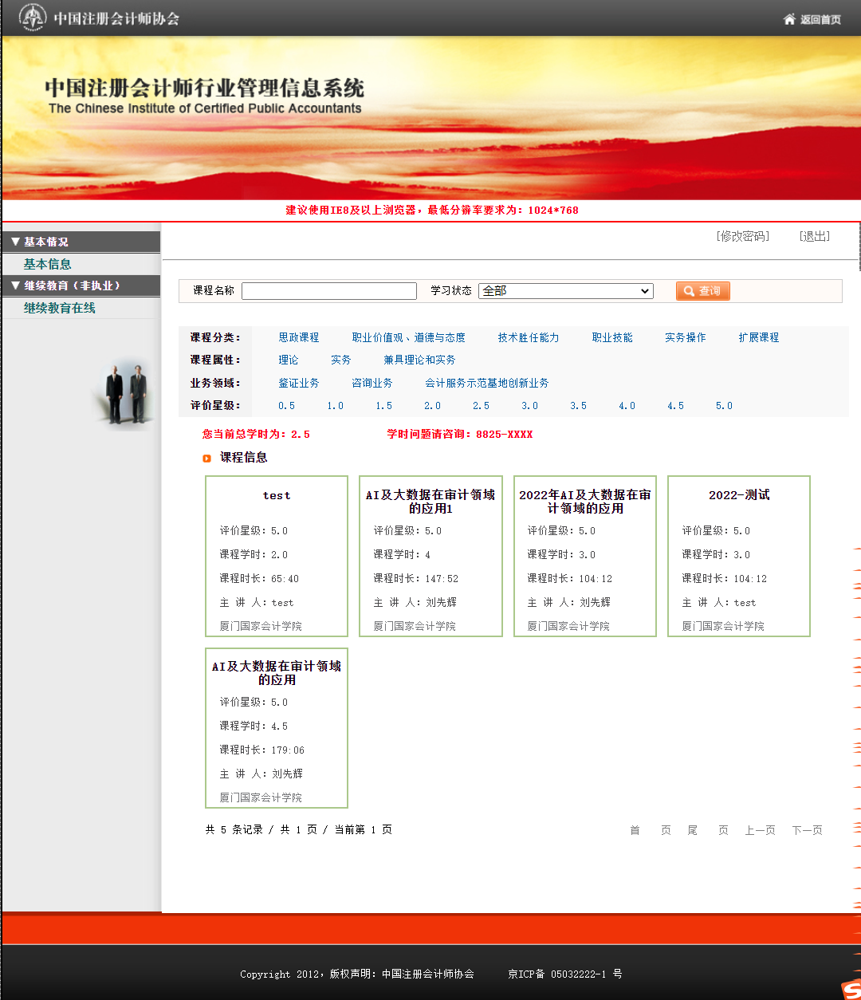 中国注册会计师协会
返回首页
中国注册会计师行业管理信息系统
The Chinese Institute of Certified Public Accountants
建议使用IE8及以上浏览器，最低分辨率要求为：1024*768
▼ 基本情况
基本信息
▼ 继续教育（非执业）
继续教育在线
[修改密码] [退出]
课程名称 学习状态 全部 查询
课程分类： 思政课程 职业价值观、道德与态度 技术胜任能力 职业技能 实务操作 扩展课程
课程属性： 理论 实务 兼具理论和实务
业务领域： 鉴证业务 咨询业务 会计服务示范基地创新业务
评价星级： 0.5 1.0 1.5 2.0 2.5 3.0 3.5 4.0 4.5 5.0
您当前总学时为：2.5 学时问题请咨询：8825-XXXX
课程信息
test
评价星级：5.0
课程学时：2.0
课程时长：65:40
主 讲 人：test
厦门国家会计学院
AI及大数据在审计领域
的应用1
评价星级：5.0
课程学时：4
课程时长：147:52
主 讲 人：刘先辉
厦门国家会计学院
2022年AI及大数据在审
计领域的应用
评价星级：5.0
课程学时：3.0
课程时长：104:12
主 讲 人：刘先辉
厦门国家会计学院
2022-测试
评价星级：5.0
课程学时：3.0
课程时长：104:12
主 讲 人：test
厦门国家会计学院
AI及大数据在审计领域
的应用
评价星级：5.0
课程学时：4.5
课程时长：179:06
主 讲 人：刘先辉
厦门国家会计学院
共 5 条记录 / 共 1 页 / 当前第 1 页 首 页 尾 页 上一页 下一页
Copyright 2012，版权声明：中国注册会计师协会 京ICP备 05032222-1 号